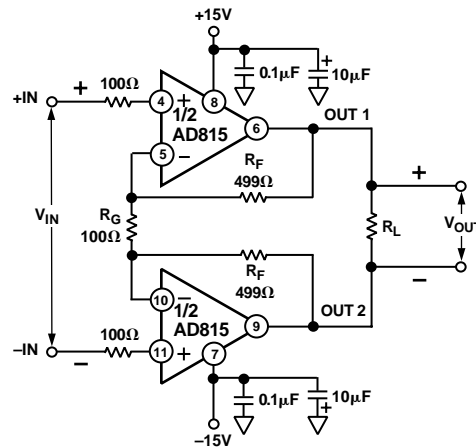 +15V
0.1µF
10µF
+IN
+
100Ω
4
+
8
1/2
AD815
6
OUT 1
5
–
R_F
499Ω
+
V_IN
R_G
100Ω
R_L
V_OUT
R_F
499Ω
–
10
–
1/2
AD815
9
OUT 2
100Ω
–IN
–
11
+
7
0.1µF
10µF
+
–15V